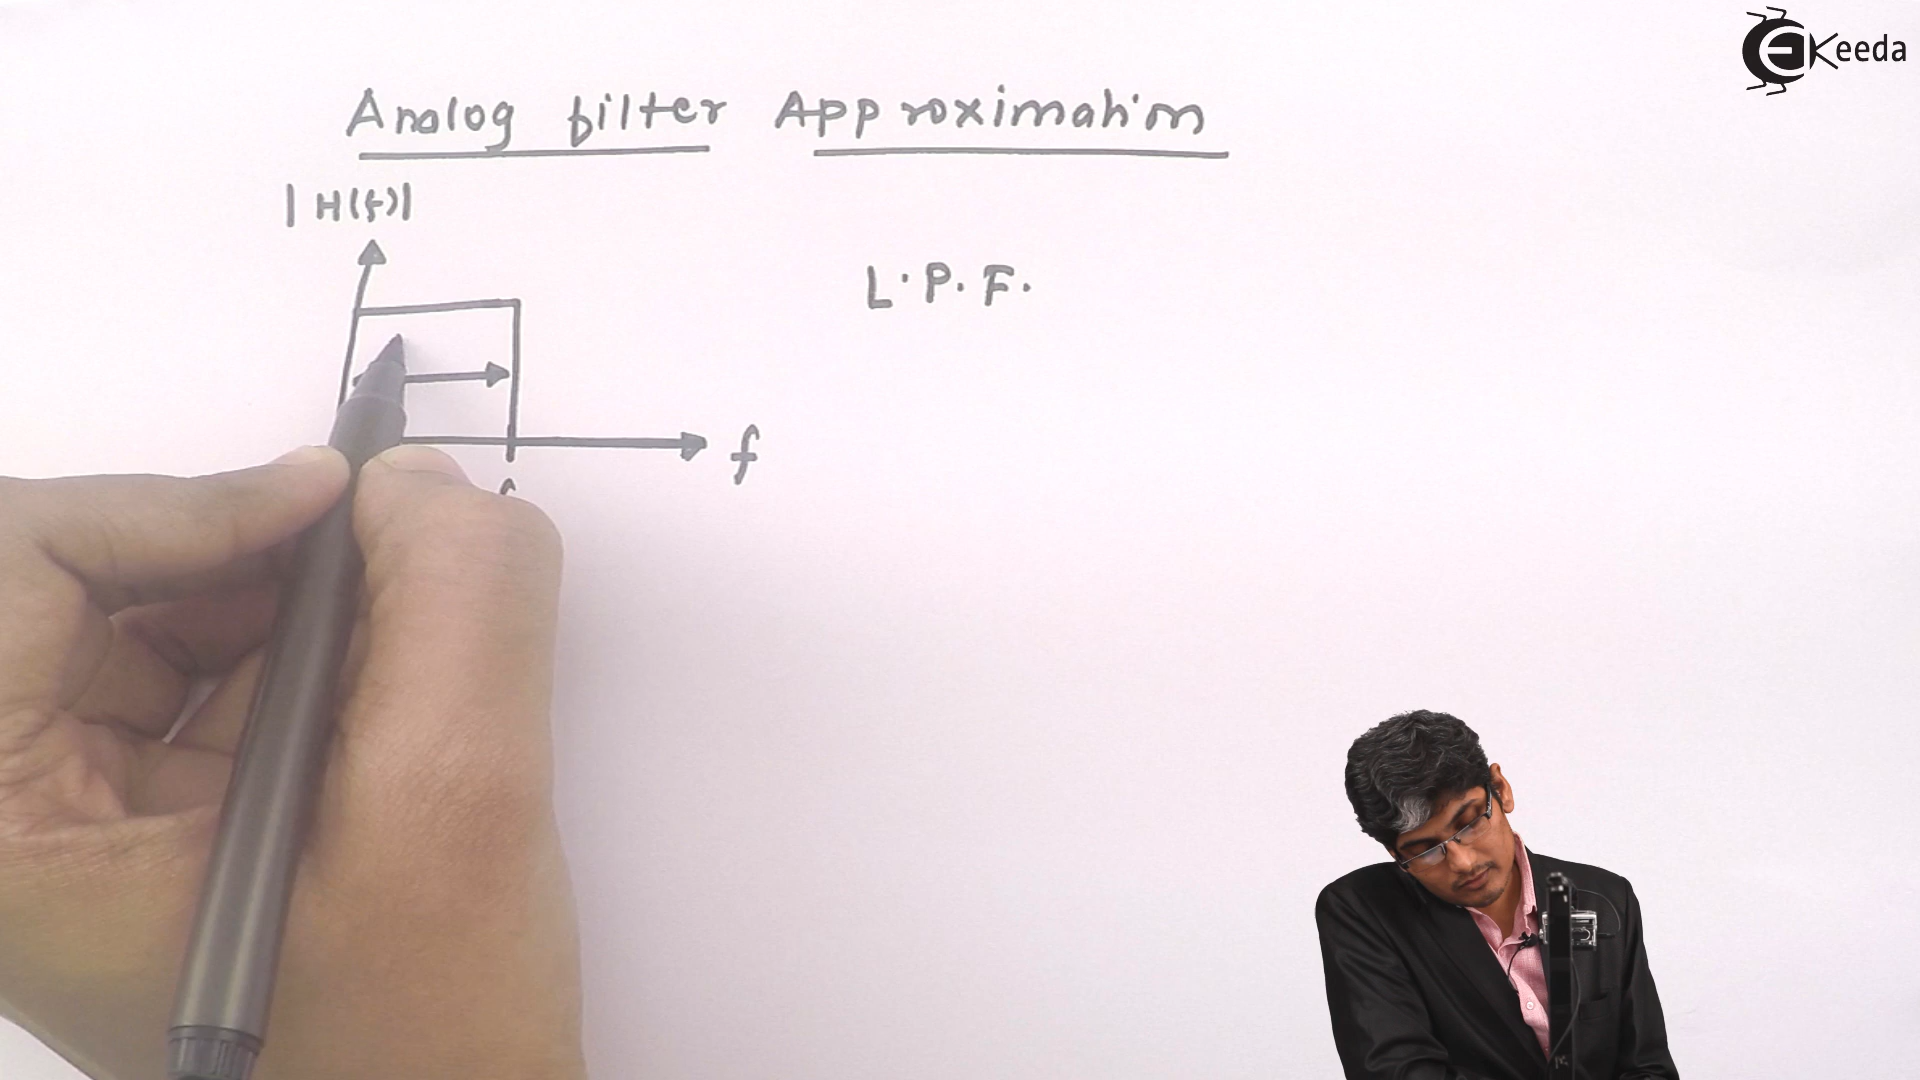 EKeeda
Analog filter Approximation
|H(f)|
L.P.F.
f